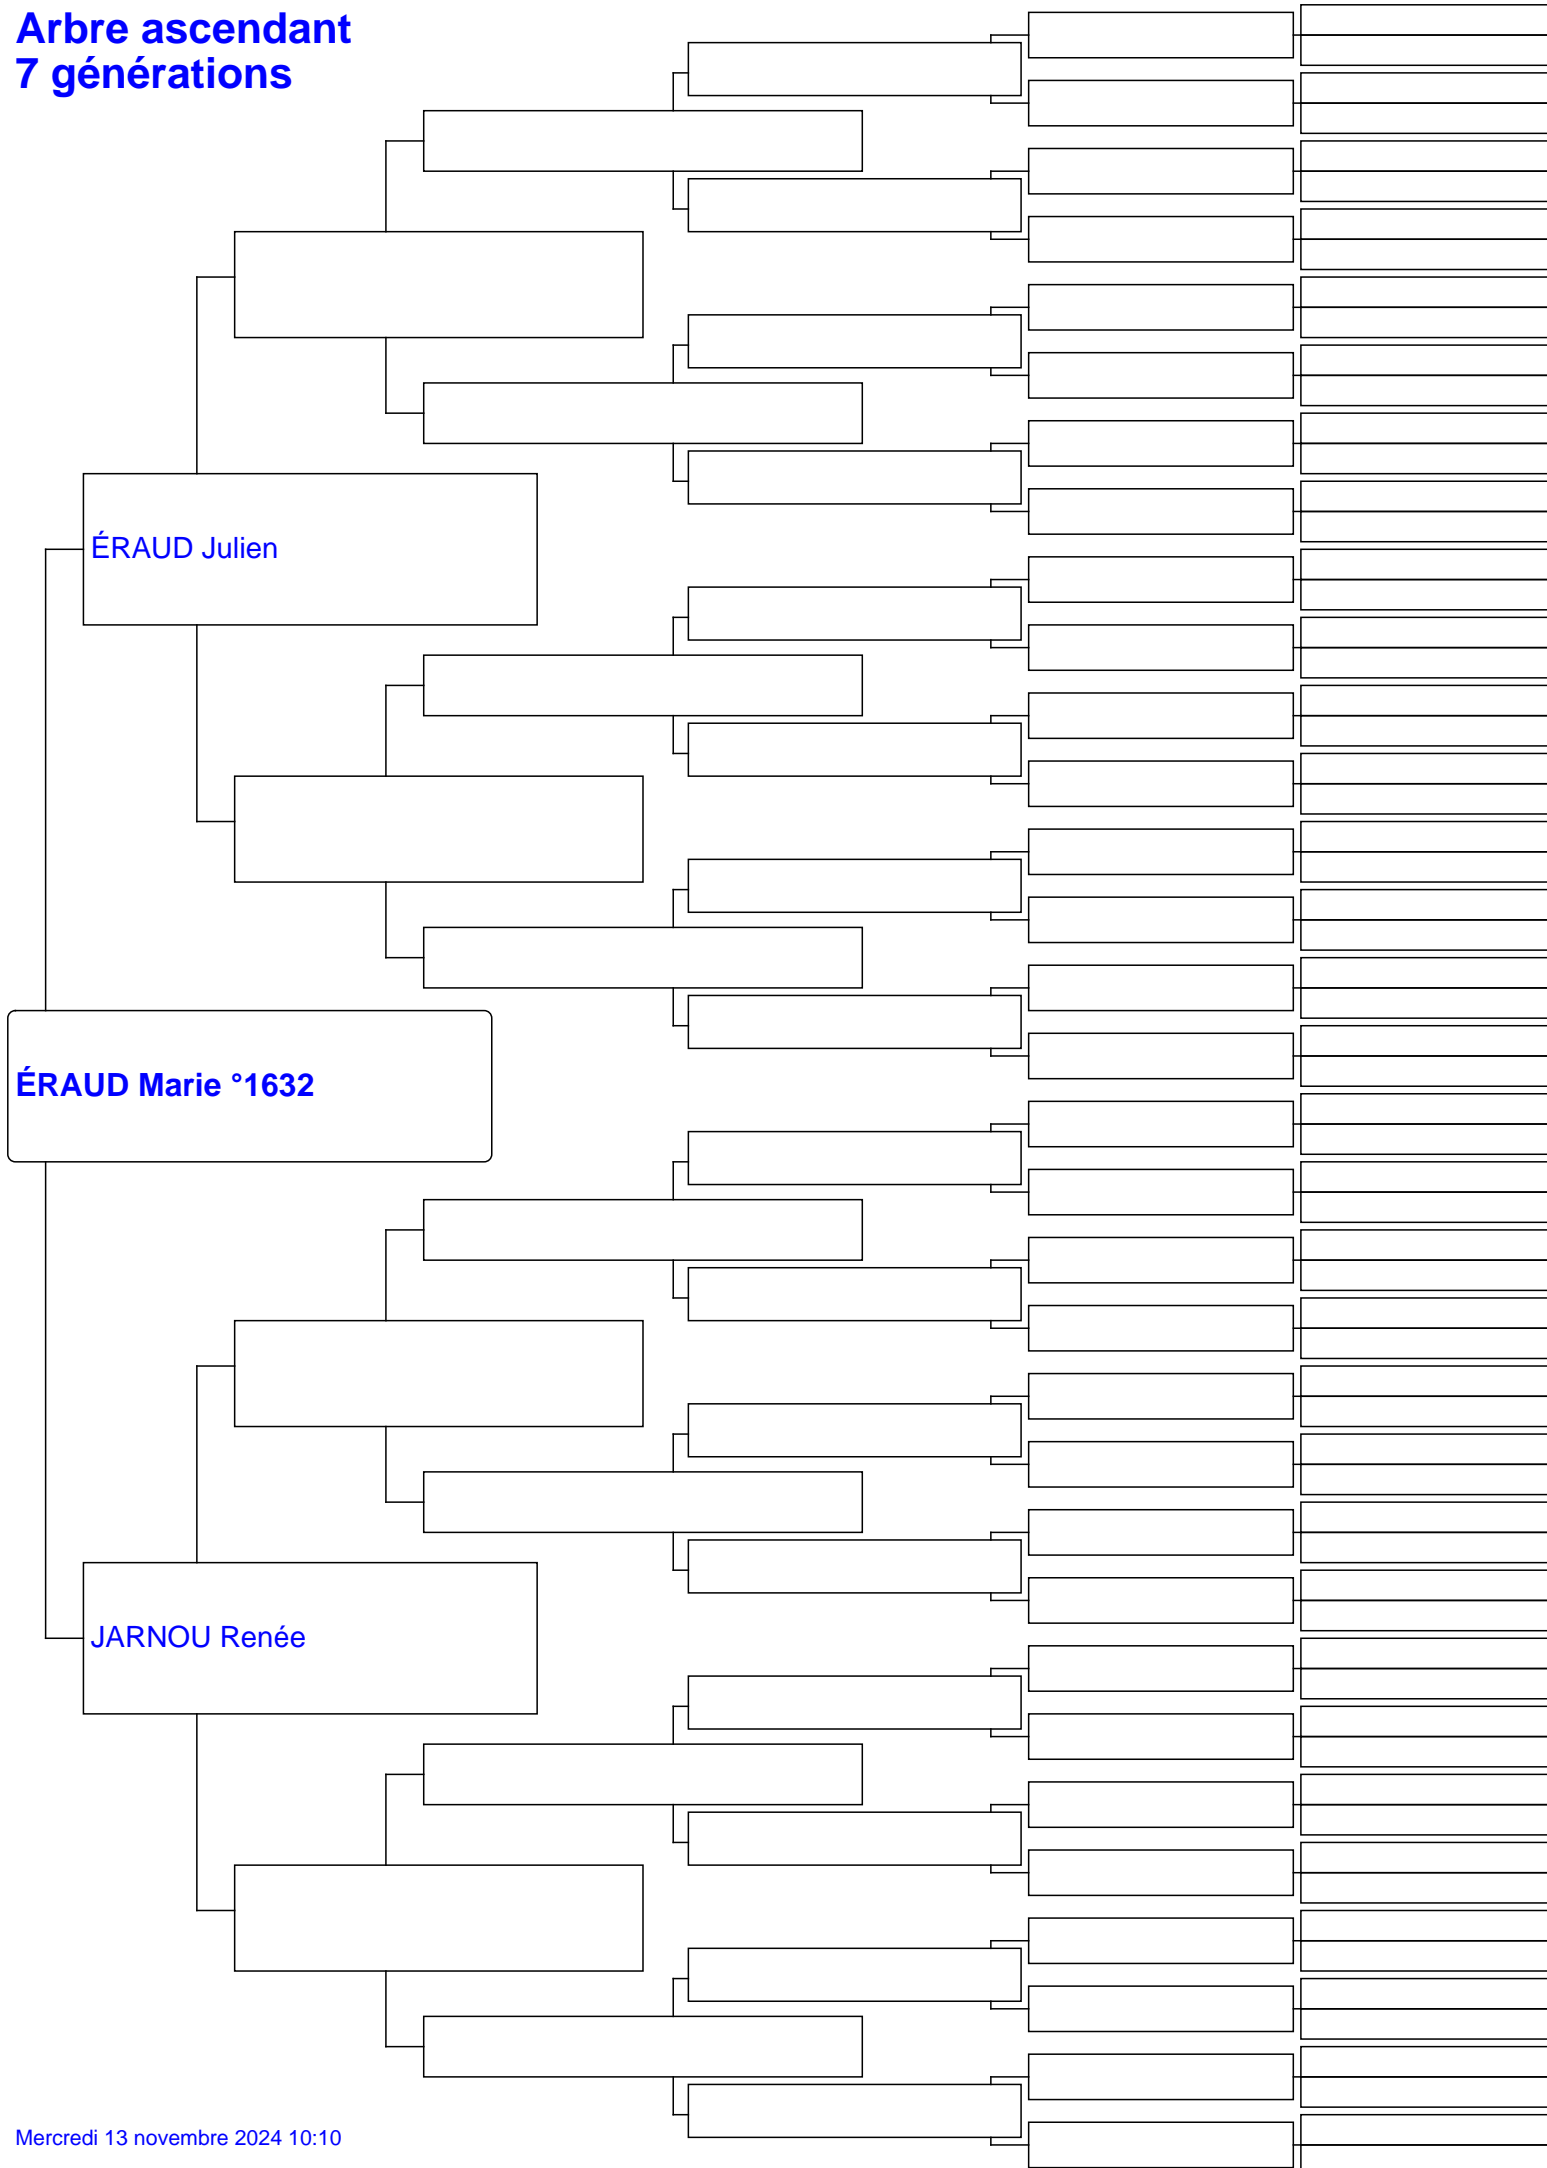 Arbre ascendant
7 générations
ÉRAUD Julien
ÉRAUD Marie °1632
JARNOU Renée
Mercredi 13 novembre 2024 10:10